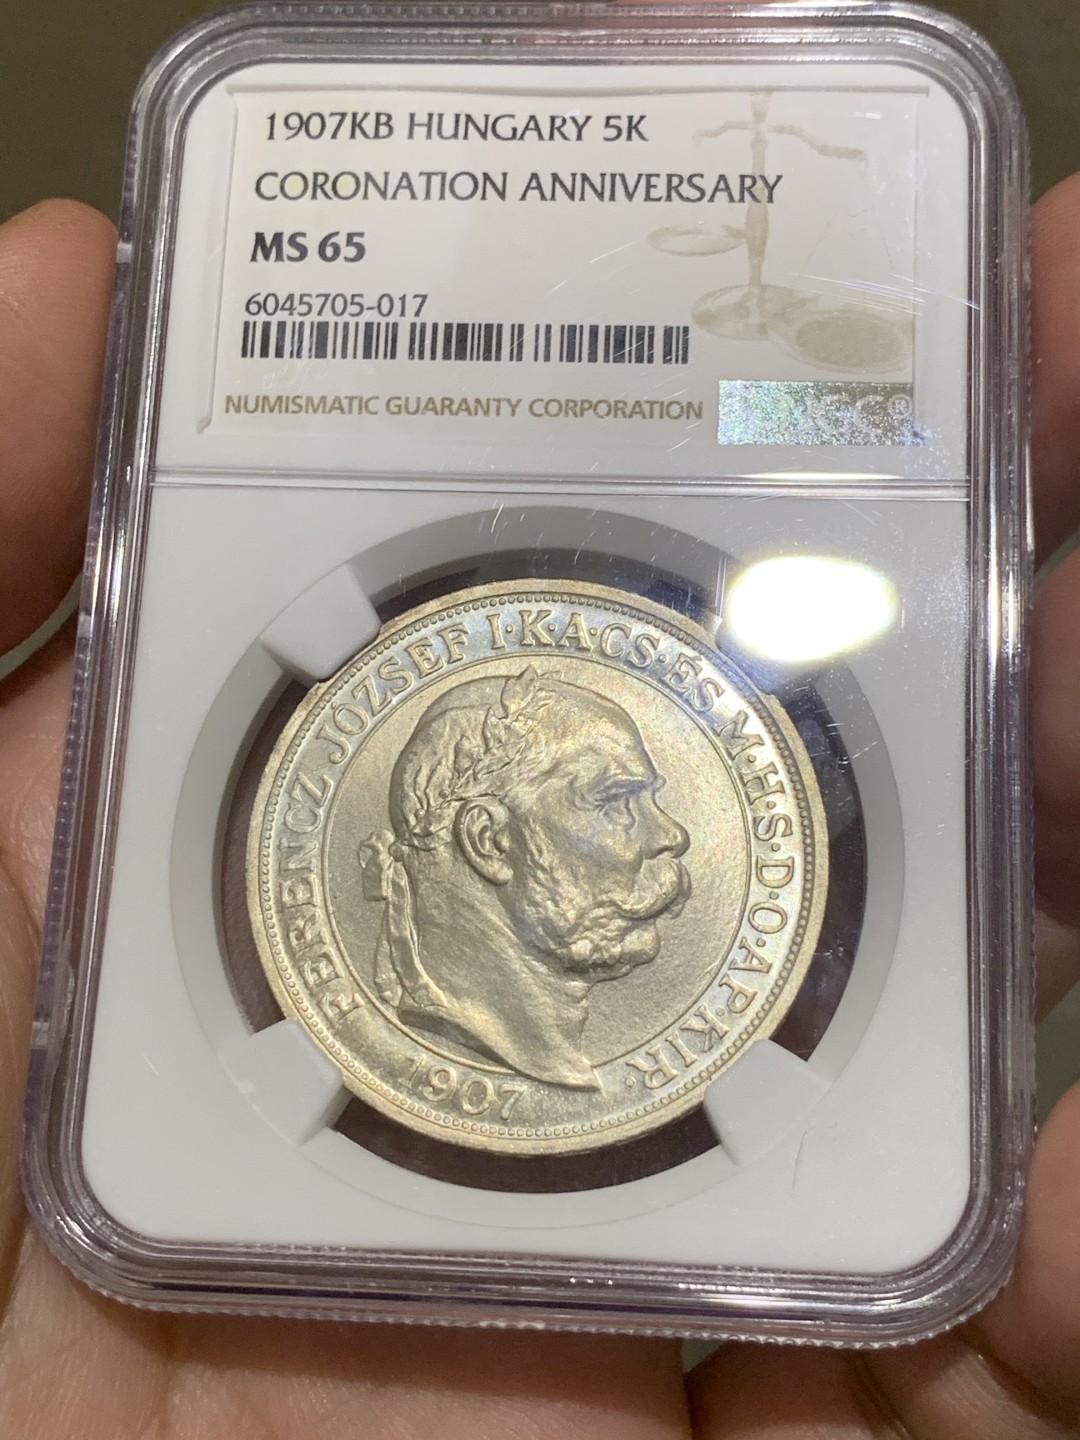 1907KB HUNGARY 5K
CORONATION ANNIVERSARY
MS 65
6045705-017
NUMISMATIC GUARANTY CORPORATION
NGC®
FERENCZ JÓZSEF I·K·A·CS·ÉS M·H·S·D·O·AP·KIR·
1907